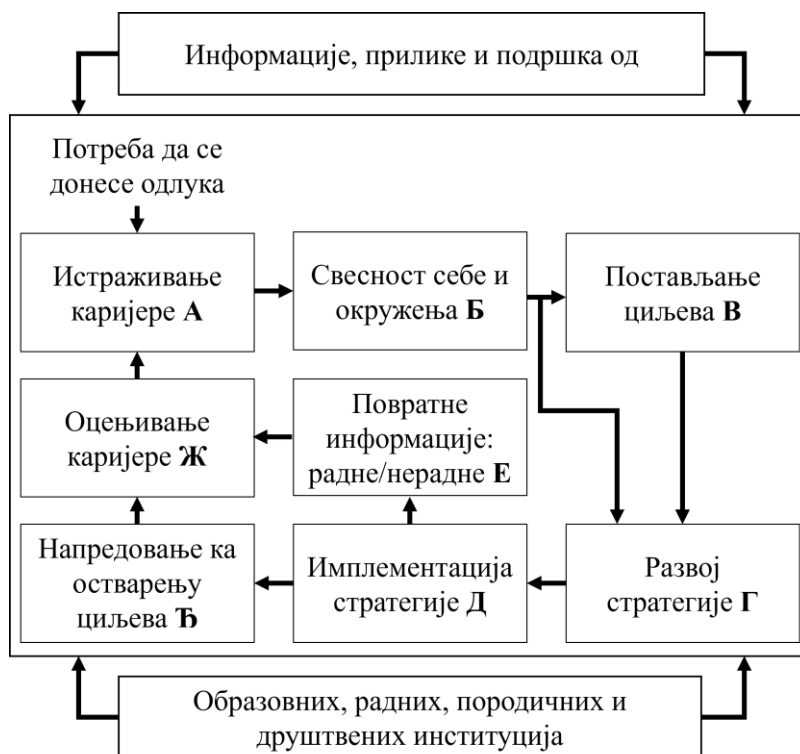 Информације, прилике и подршка од
Потреба да се
донесе одлука
Истраживање
каријере А
Свесност себе и
окружења Б
Постављање
циљева В
Оцењивање
каријере Ж
Повратне
информације:
радне/нерадне Е
Напредовање ка
остварењу
циљева Ђ
Имплементација
стратегије Д
Развој
стратегије Г
Образовних, радних, породичних и
друштвених институција